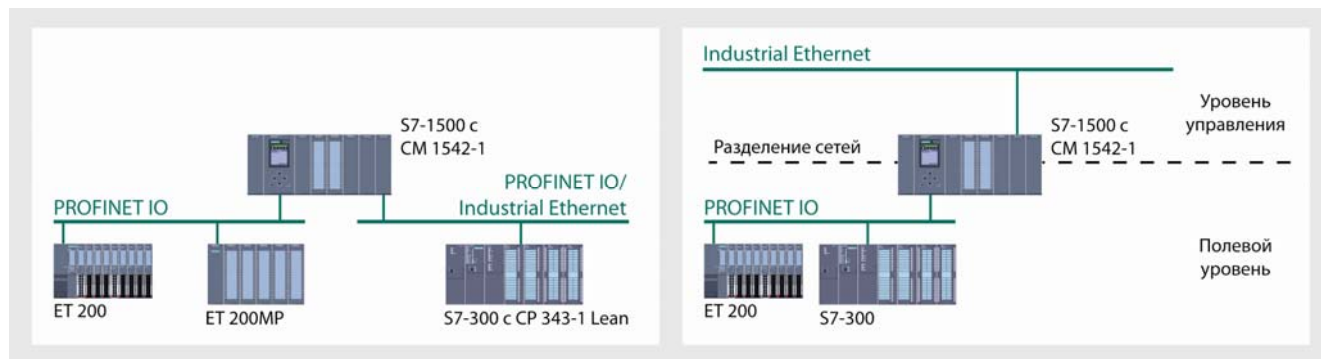 S7-1500 с
CM 1542-1
PROFINET IO
PROFINET IO/
Industrial Ethernet
ET 200
ET 200MP
S7-300 с CP 343-1 Lean
Industrial Ethernet
Уровень
управления
S7-1500 с
CM 1542-1
Разделение сетей
PROFINET IO
Полевой
уровень
ET 200
S7-300